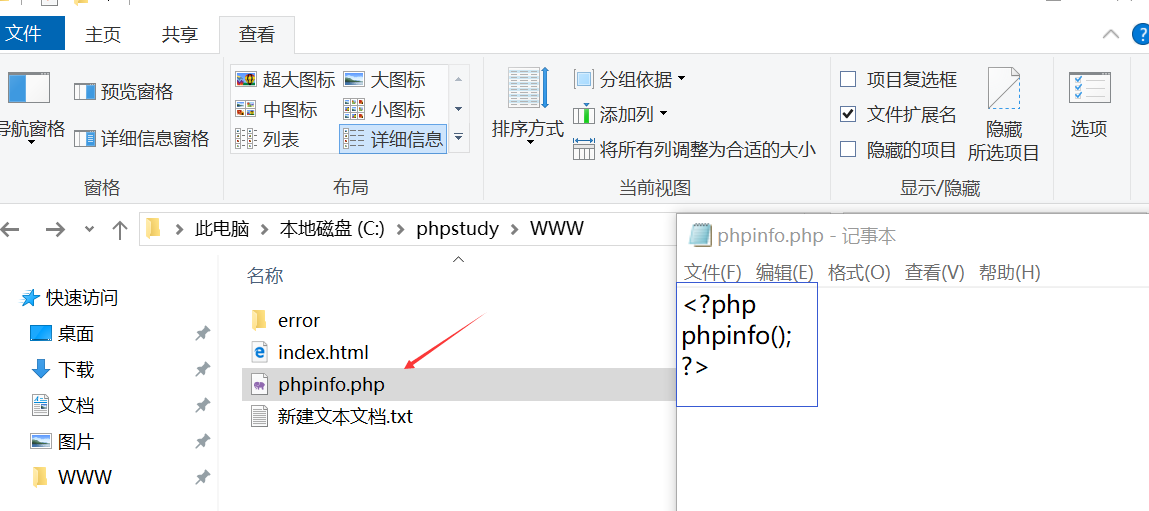 文件 主页 共享 查看
预览窗格
导航窗格
详细信息窗格
窗格
超大图标 大图标
中图标 小图标
列表 详细信息
布局
排序方式
分组依据
添加列
将所有列调整为合适的大小
当前视图
项目复选框
文件扩展名
隐藏的项目
隐藏
所选项目
显示/隐藏
选项
此电脑 本地磁盘 (C:) phpstudy WWW
快速访问
桌面
下载
文档
图片
WWW
名称
error
index.html
phpinfo.php
新建文本文档.txt
phpinfo.php - 记事本
文件(F) 编辑(E) 格式(O) 查看(V) 帮助(H)
<?php
phpinfo();
?>